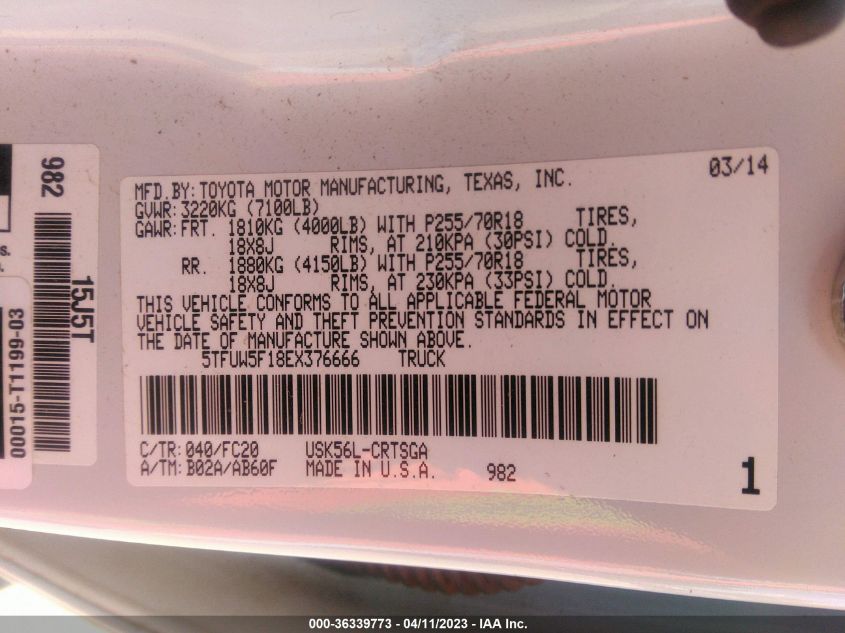 MFD.BY:TOYOTA MOTOR MANUFACTURING, TEXAS, INC. 03/14
GVWR:3220KG (7100LB)
GAWR:FRT. 1810KG (4000LB) WITH P255/70R18 TIRES,
18X8J RIMS, AT 210KPA (30PSI) COLD.
RR. 1880KG (4150LB) WITH P255/70R18 TIRES,
18X8J RIMS, AT 230KPA (33PSI) COLD.
THIS VEHICLE CONFORMS TO ALL APPLICABLE FEDERAL MOTOR
VEHICLE SAFETY AND THEFT PREVENTION STANDARDS IN EFFECT ON
THE DATE OF MANUFACTURE SHOWN ABOVE.
5TFUW5F18EX376666 TRUCK
C/TR:040/FC20 USK56L-CRTSGA
A/TM:B02A/AB60F MADE IN U.S.A. 982
1
982
15J5T
00015-T1199-03
000-36339773 - 04/11/2023 - IAA Inc.